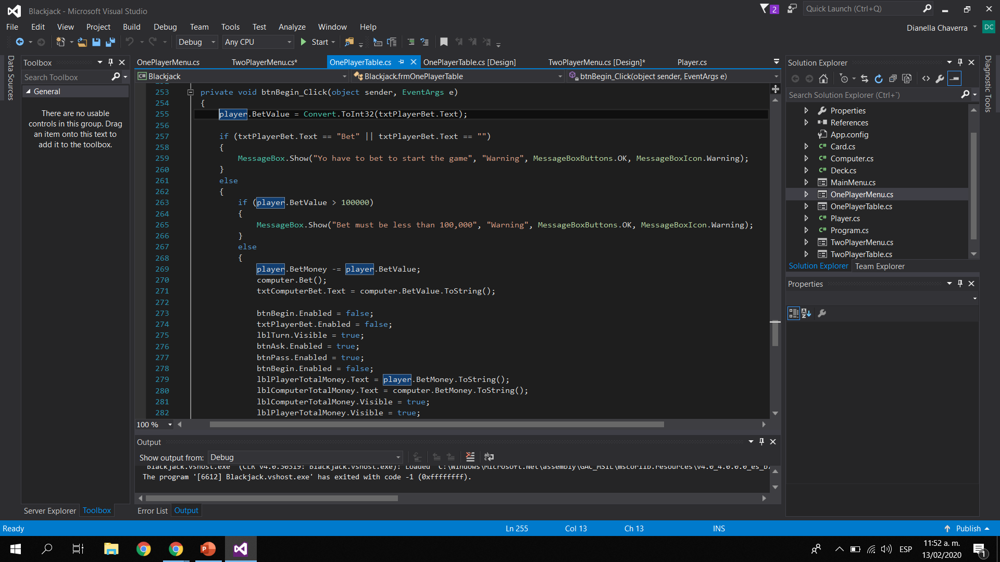 Blackjack - Microsoft Visual Studio
2
Quick Launch (Ctrl+Q)
File Edit View Project Build Debug Team Tools Test Analyze Window Help
Dianella Chaverra DC
Debug Any CPU Start
Data Sources
Toolbox
Search Toolbox
General
There are no usable
controls in this group. Drag
an item onto this text to
add it to the toolbox.
OnePlayerMenu.cs TwoPlayerMenu.cs* OnePlayerTable.cs OnePlayerTable.cs [Design] TwoPlayerMenu.cs [Design]* Player.cs
Blackjack Blackjack.frmOnePlayerTable btnBegin_Click(object sender, EventArgs e)
253 private void btnBegin_Click(object sender, EventArgs e)
254 {
255 player.BetValue = Convert.ToInt32(txtPlayerBet.Text);
256
257 if (txtPlayerBet.Text == "Bet" || txtPlayerBet.Text == "")
258 {
259 MessageBox.Show("Yo have to bet to start the game", "Warning", MessageBoxButtons.OK, MessageBoxIcon.Warning);
260 }
261 else
262 {
263 if (player.BetValue > 100000)
264 {
265 MessageBox.Show("Bet must be less than 100,000", "Warning", MessageBoxButtons.OK, MessageBoxIcon.Warning);
266 }
267 else
268 {
269 player.BetMoney -= player.BetValue;
270 computer.Bet();
271 txtComputerBet.Text = computer.BetValue.ToString();
272
273 btnBegin.Enabled = false;
274 txtPlayerBet.Enabled = false;
275 lblTurn.Visible = true;
276 btnAsk.Enabled = true;
277 btnPass.Enabled = true;
278 btnBegin.Enabled = false;
279 lblPlayerTotalMoney.Text = player.BetMoney.ToString();
280 lblComputerTotalMoney.Text = computer.BetMoney.ToString();
281 lblComputerTotalMoney.Visible = true;
282 lblPlayerTotalMoney.Visible = true;
100 %
Output
Show output from: Debug
'Blackjack.vshost.exe' (CLR v4.0.30319: Blackjack.vshost.exe): Loaded 'C:\Windows\Microsoft.Net\assembly\GAC_MSIL\mscorlib.resources\v4.0_4.0.0.0_es_b7
The program '[6612] Blackjack.vshost.exe' has exited with code -1 (0xffffffff).
Server Explorer Toolbox
Error List Output
Solution Explorer
Search Solution Explorer (Ctrl+`)
Properties
References
App.config
Card.cs
Computer.cs
Deck.cs
MainMenu.cs
OnePlayerMenu.cs
OnePlayerTable.cs
Player.cs
Program.cs
TwoPlayerMenu.cs
TwoPlayerTable.cs
Solution Explorer Team Explorer
Properties
Diagnostic Tools
Ready Ln 255 Col 13 Ch 13 INS Publish
ESP
11:52 a. m.
13/02/2020
1